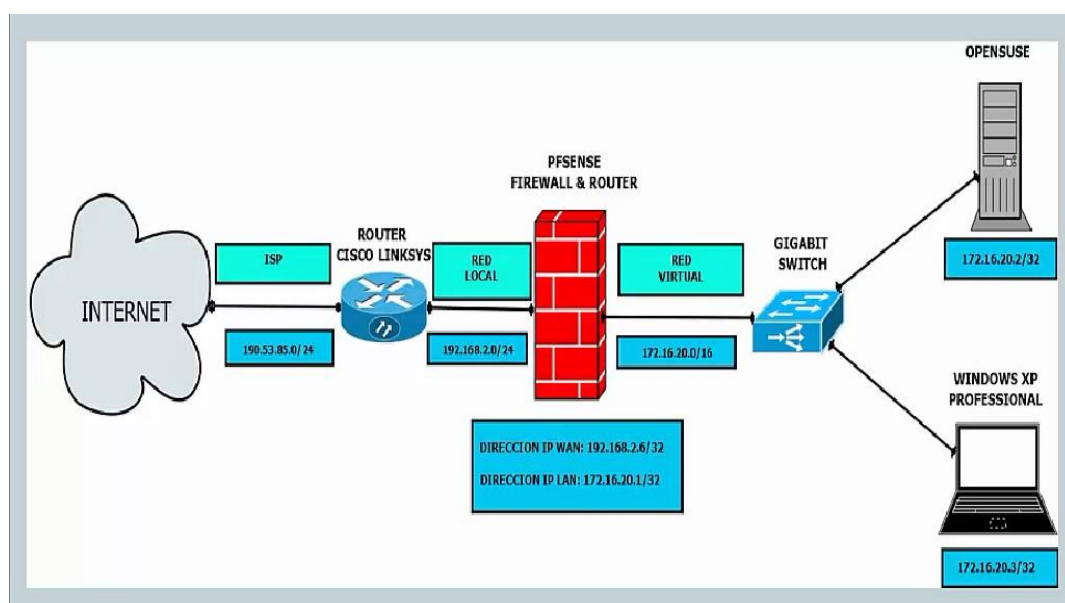 OPENSUSE
172.16.20.2/32
PFSENSE
FIREWALL & ROUTER
ROUTER
CISCO LINKSYS
GIGABIT
SWITCH
ISP
RED
LOCAL
RED
VIRTUAL
INTERNET
190.53.85.0/24
192.168.2.0/24
172.16.20.0/16
WINDOWS XP
PROFESSIONAL
DIRECCION IP WAN: 192.168.2.6/32
DIRECCION IP LAN: 172.16.20.1/32
172.16.20.3/32